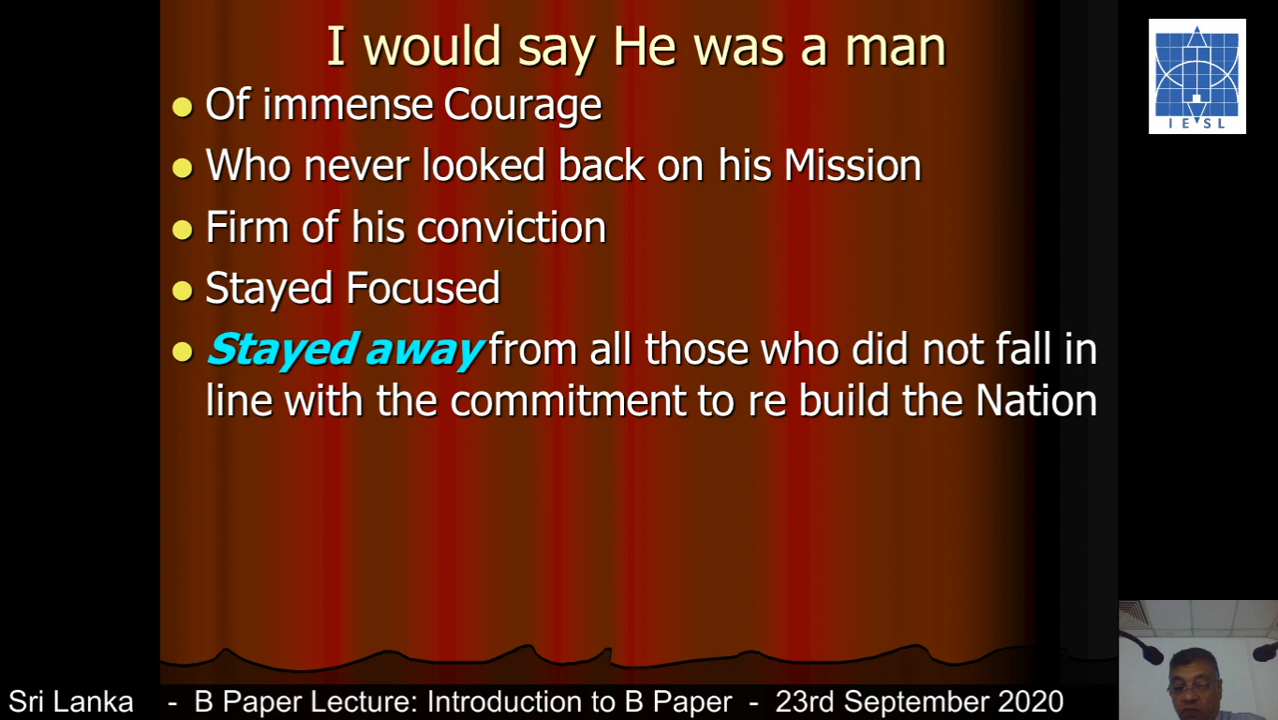 I would say He was a man
Of immense Courage
Who never looked back on his Mission
Firm of his conviction
Stayed Focused
Stayed away from all those who did not fall in
line with the commitment to re build the Nation
IESL
Sri Lanka - B Paper Lecture: Introduction to B Paper - 23rd September 2020